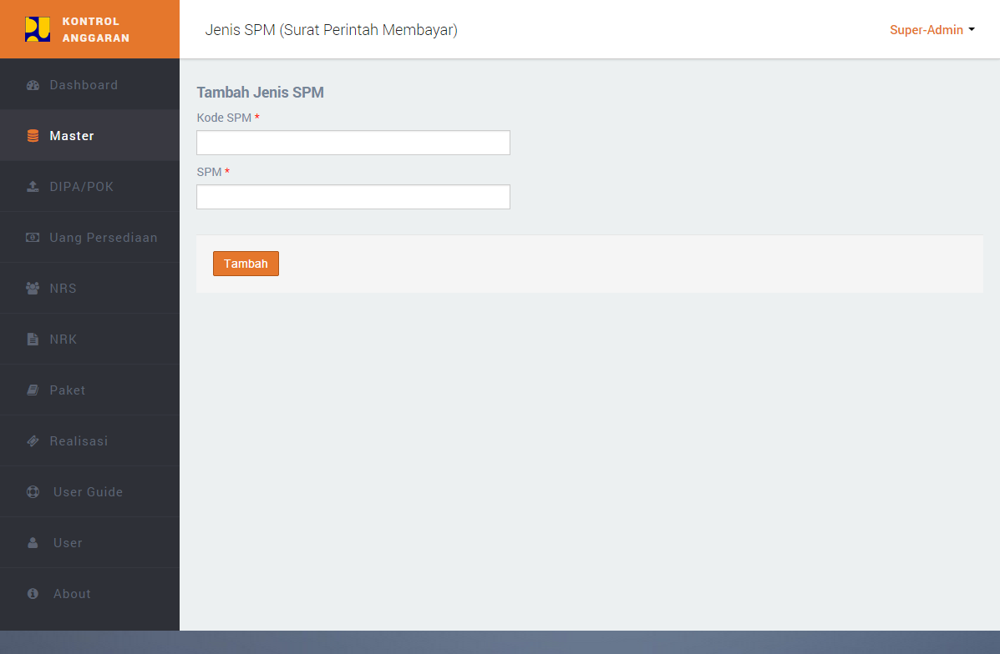 KONTROL
ANGGARAN
Jenis SPM (Surat Perintah Membayar)
Super-Admin
Dashboard
Master
DIPA/POK
Uang Persediaan
NRS
NRK
Paket
Realisasi
User Guide
User
About
Tambah Jenis SPM
Kode SPM *
SPM *
Tambah